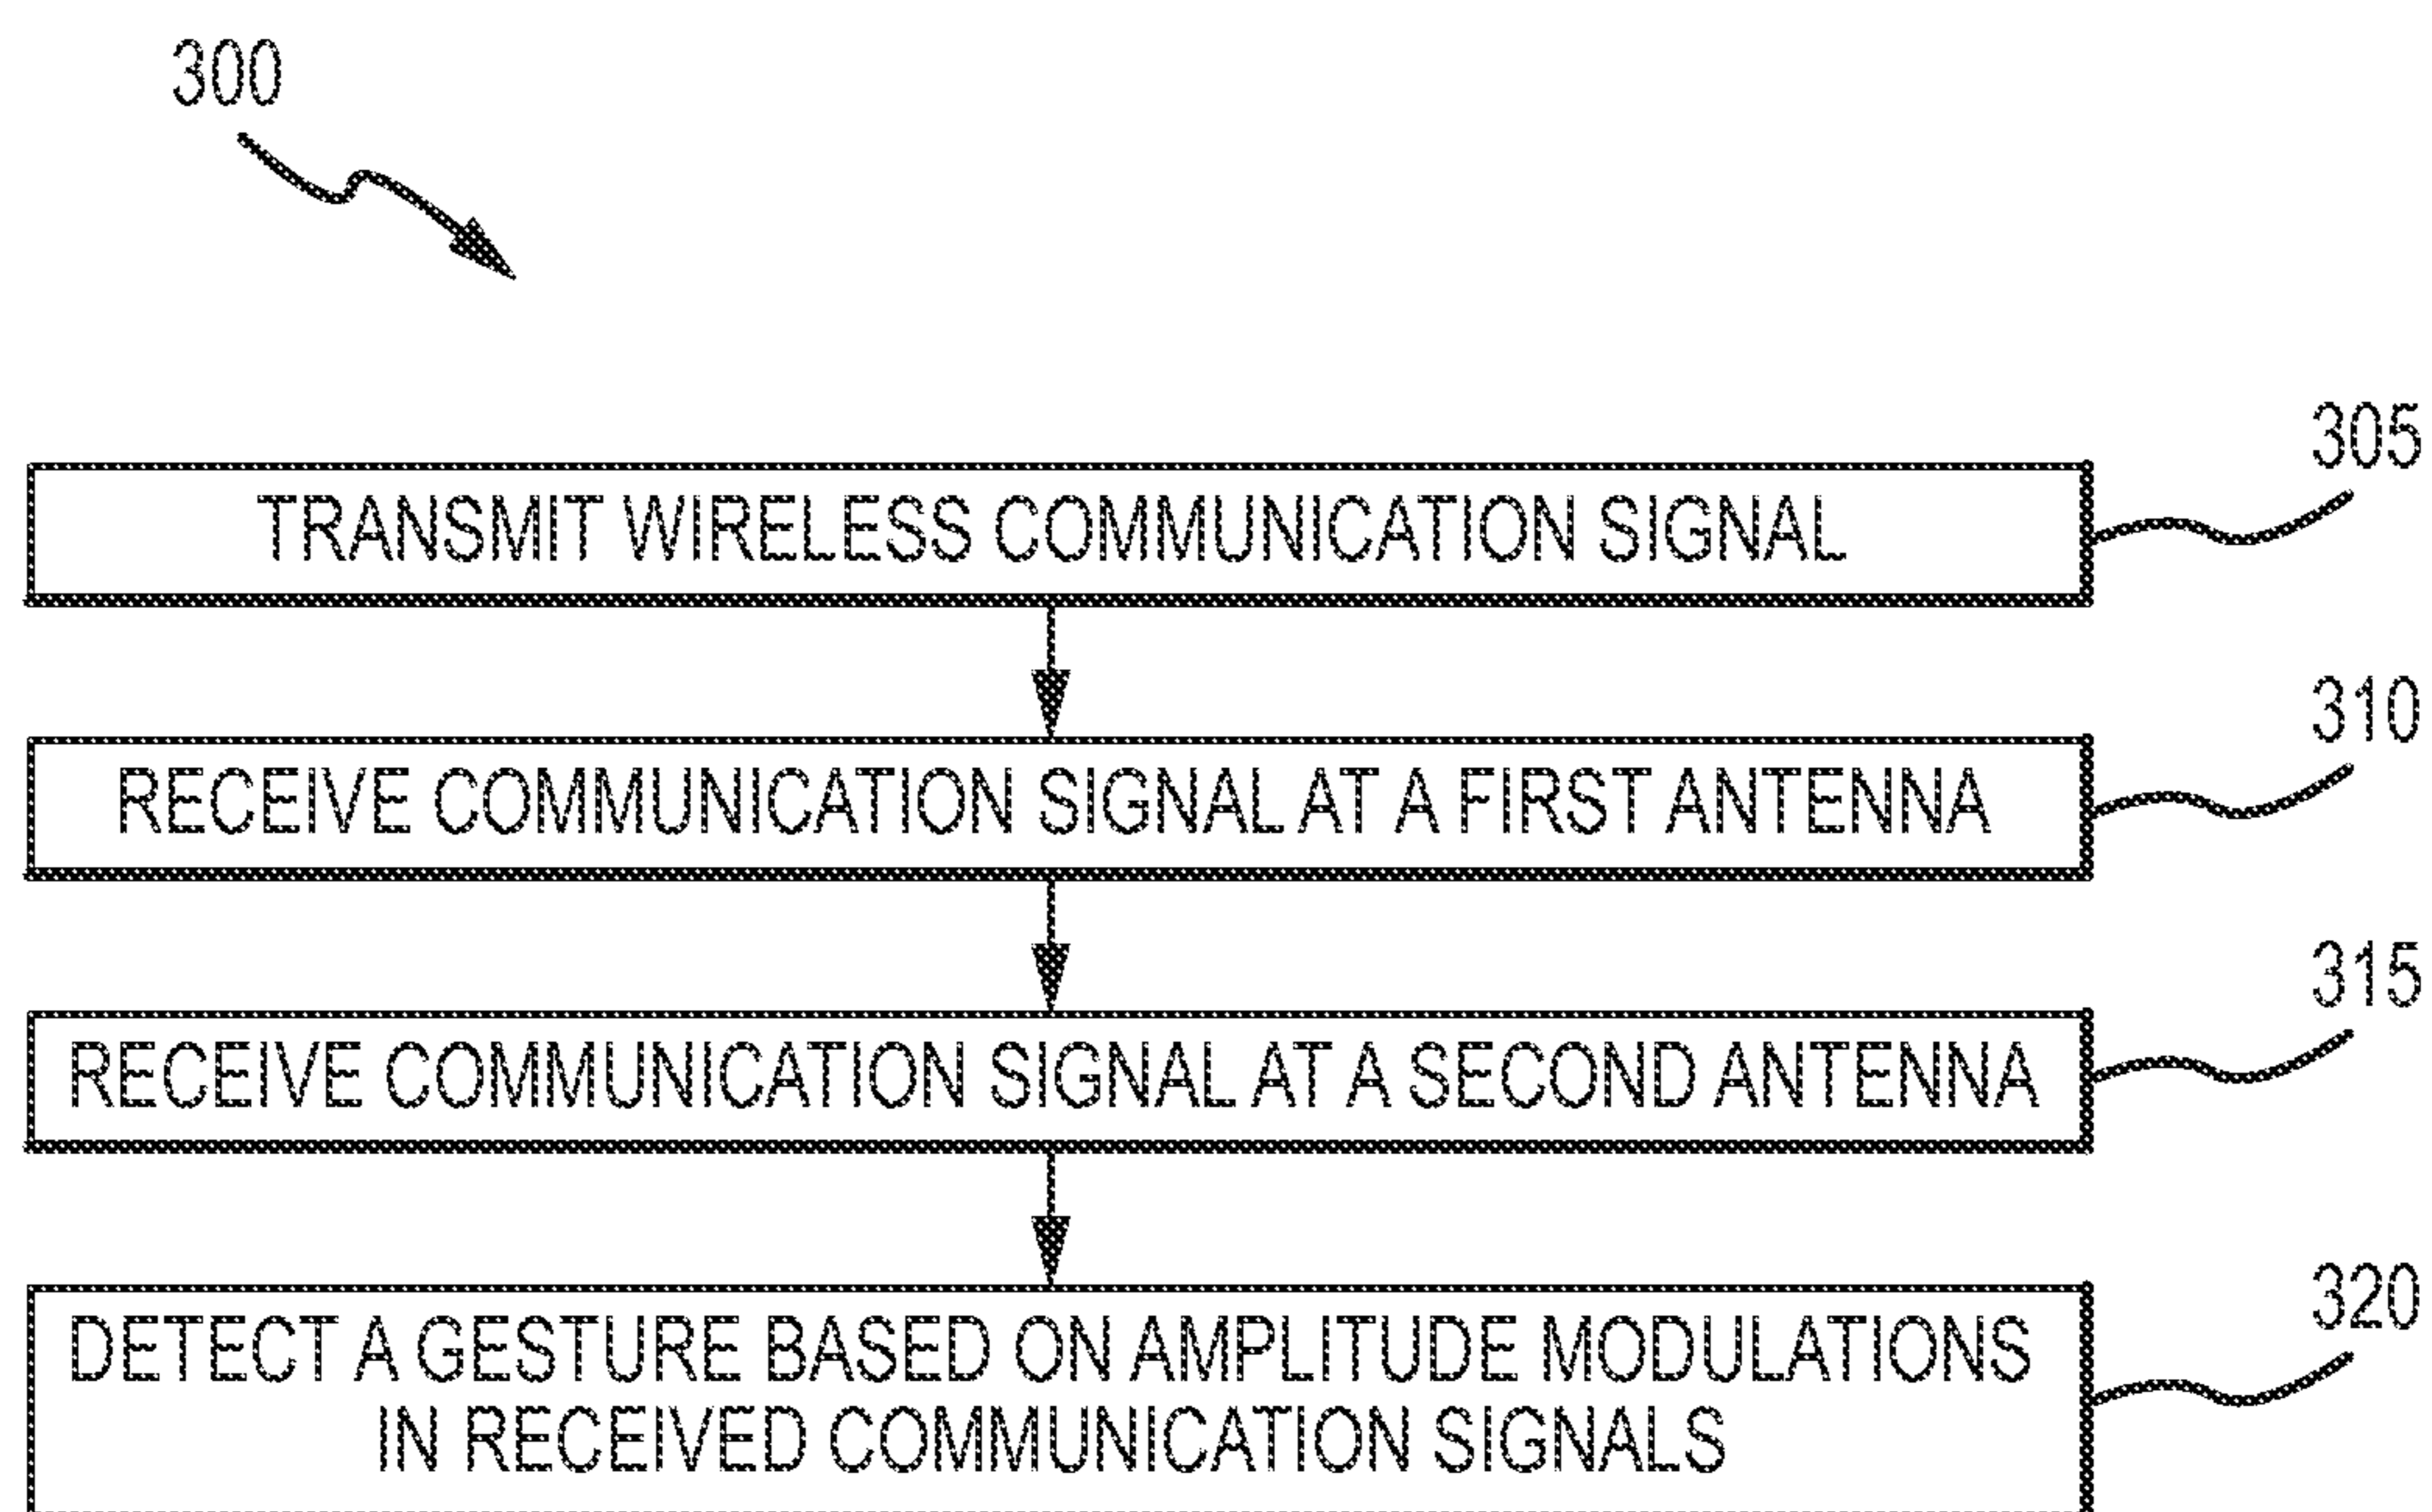 300
305
TRANSMIT WIRELESS COMMUNICATION SIGNAL
310
RECEIVE COMMUNICATION SIGNAL AT A FIRST ANTENNA
315
RECEIVE COMMUNICATION SIGNAL AT A SECOND ANTENNA
320
DETECT A GESTURE BASED ON AMPLITUDE MODULATIONS
IN RECEIVED COMMUNICATION SIGNALS